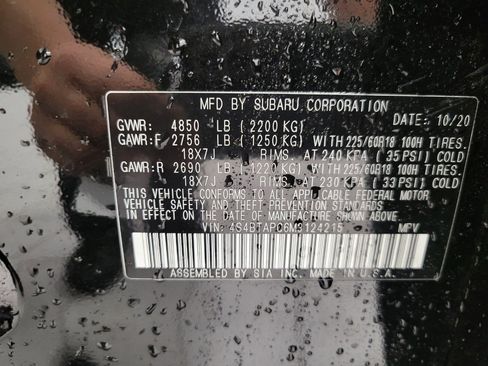 MFD BY SUBARU CORPORATION
DATE: 10/20
GVWR: 4850 LB (2200 KG)
GAWR:F 2756 LB (1250 KG) WITH 225/60R18 100H TIRES,
18X7J RIMS, AT 240 KPA (35 PSI) COLD
GAWR:R 2690 LB (1220 KG) WITH 225/60R18 100H TIRES,
18X7J RIMS, AT 230 KPA (33 PSI) COLD
THIS VEHICLE CONFORMS TO ALL APPLICABLE FEDERAL MOTOR
VEHICLE SAFETY AND THEFT PREVENTION STANDARDS
IN EFFECT ON THE DATE OF MANUFACTURE SHOWN ABOVE.
VIN: 4S4BTAPC6M3124215 MPV
ASSEMBLED BY SIA INC. MADE IN U.S.A.